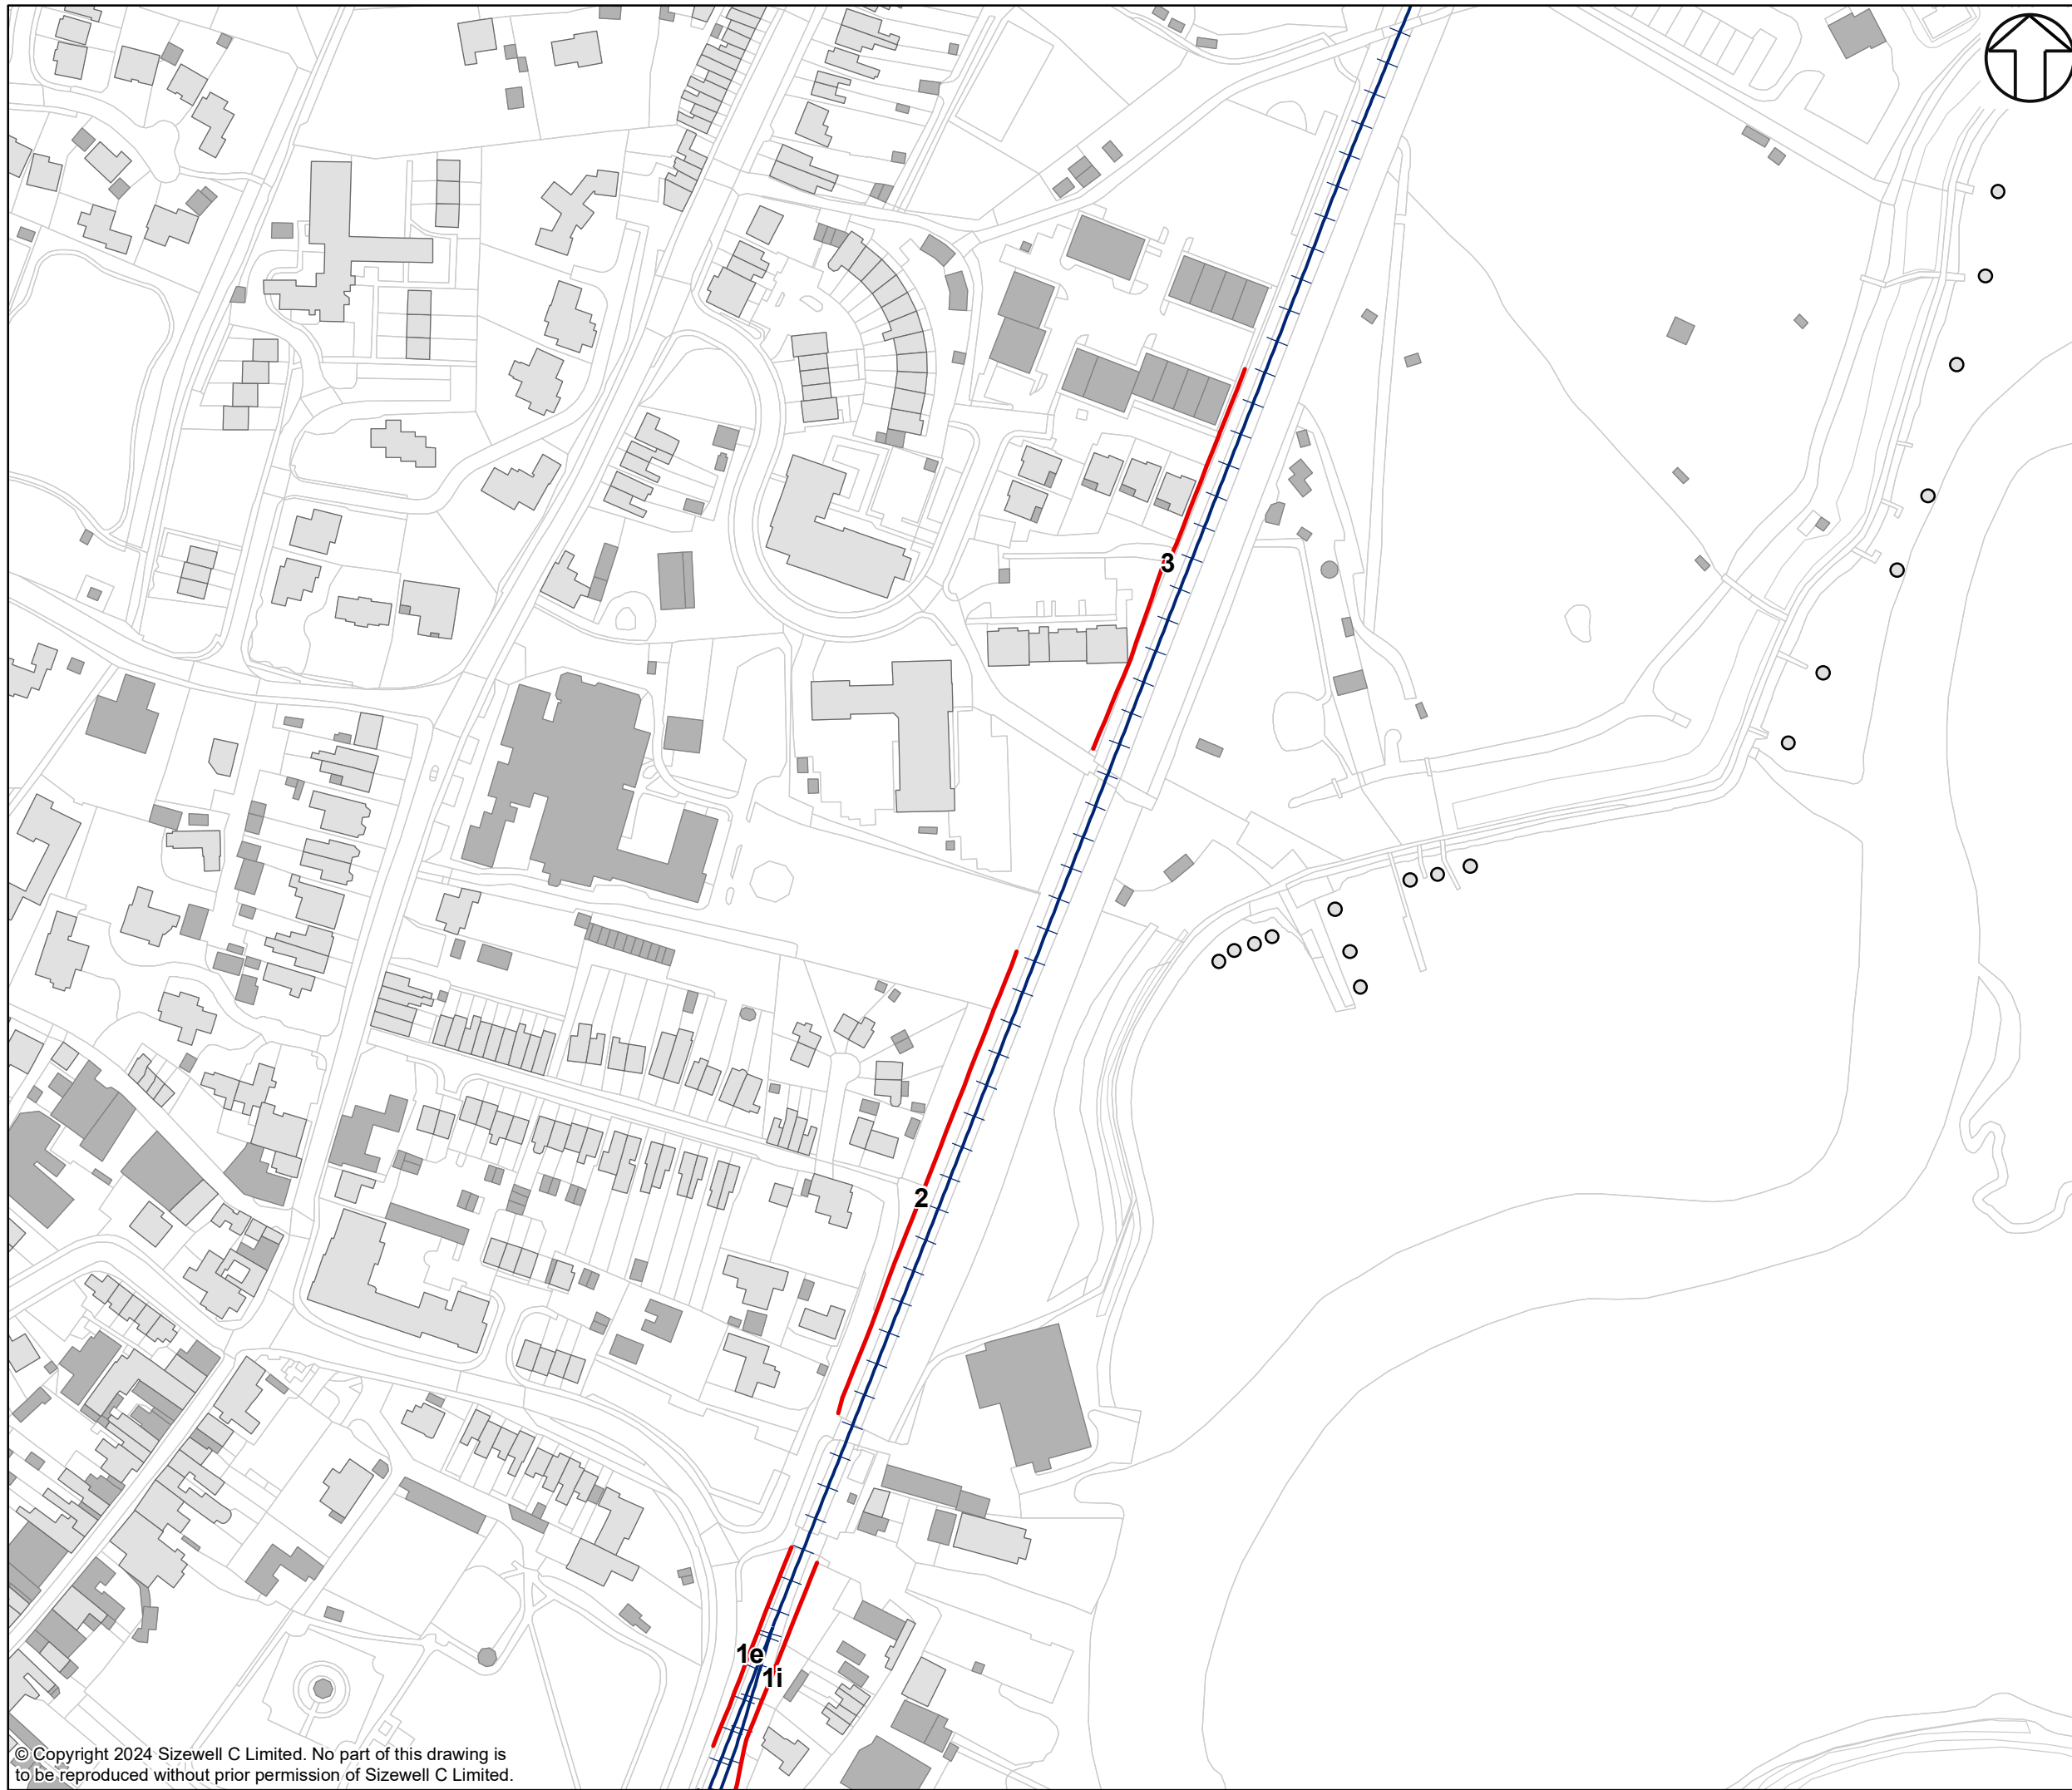 3
2
1e
1i
© Copyright 2024 Sizewell C Limited. No part of this drawing is
to be reproduced without prior permission of Sizewell C Limited.